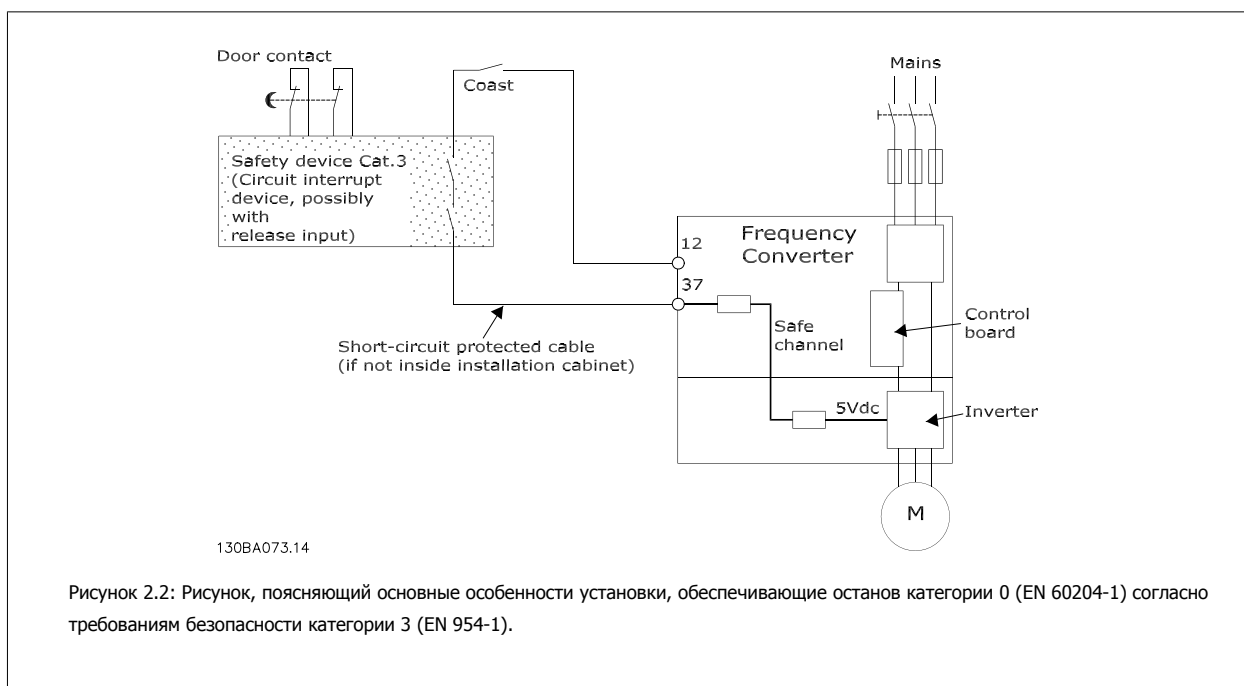 Door contact
Mains
Coast
Safety device Cat.3
(Circuit interrupt
device, possibly
with
release input)
12
Frequency
Converter
37
Safe
channel
Control
board
Short-circuit protected cable
(if not inside installation cabinet)
5Vdc
Inverter
M
130BA073.14
Рисунок 2.2: Рисунок, поясняющий основные особенности установки, обеспечивающие останов категории 0 (EN 60204-1) согласно
требованиям безопасности категории 3 (EN 954-1).